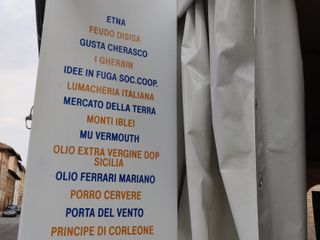 ETNA
FEUDO DISISA
GUSTA CHERASCO
I GHERBIN
IDEE IN FUGA SOC.COOP.
LUMACHERIA ITALIANA
MERCATO DELLA TERRA
MONTI IBLEI
MU VERMOUTH
OLIO EXTRA VERGINE DOP
SICILIA
OLIO FERRARI MARIANO
PORRO CERVERE
PORTA DEL VENTO
PRINCIPE DI CORLEONE